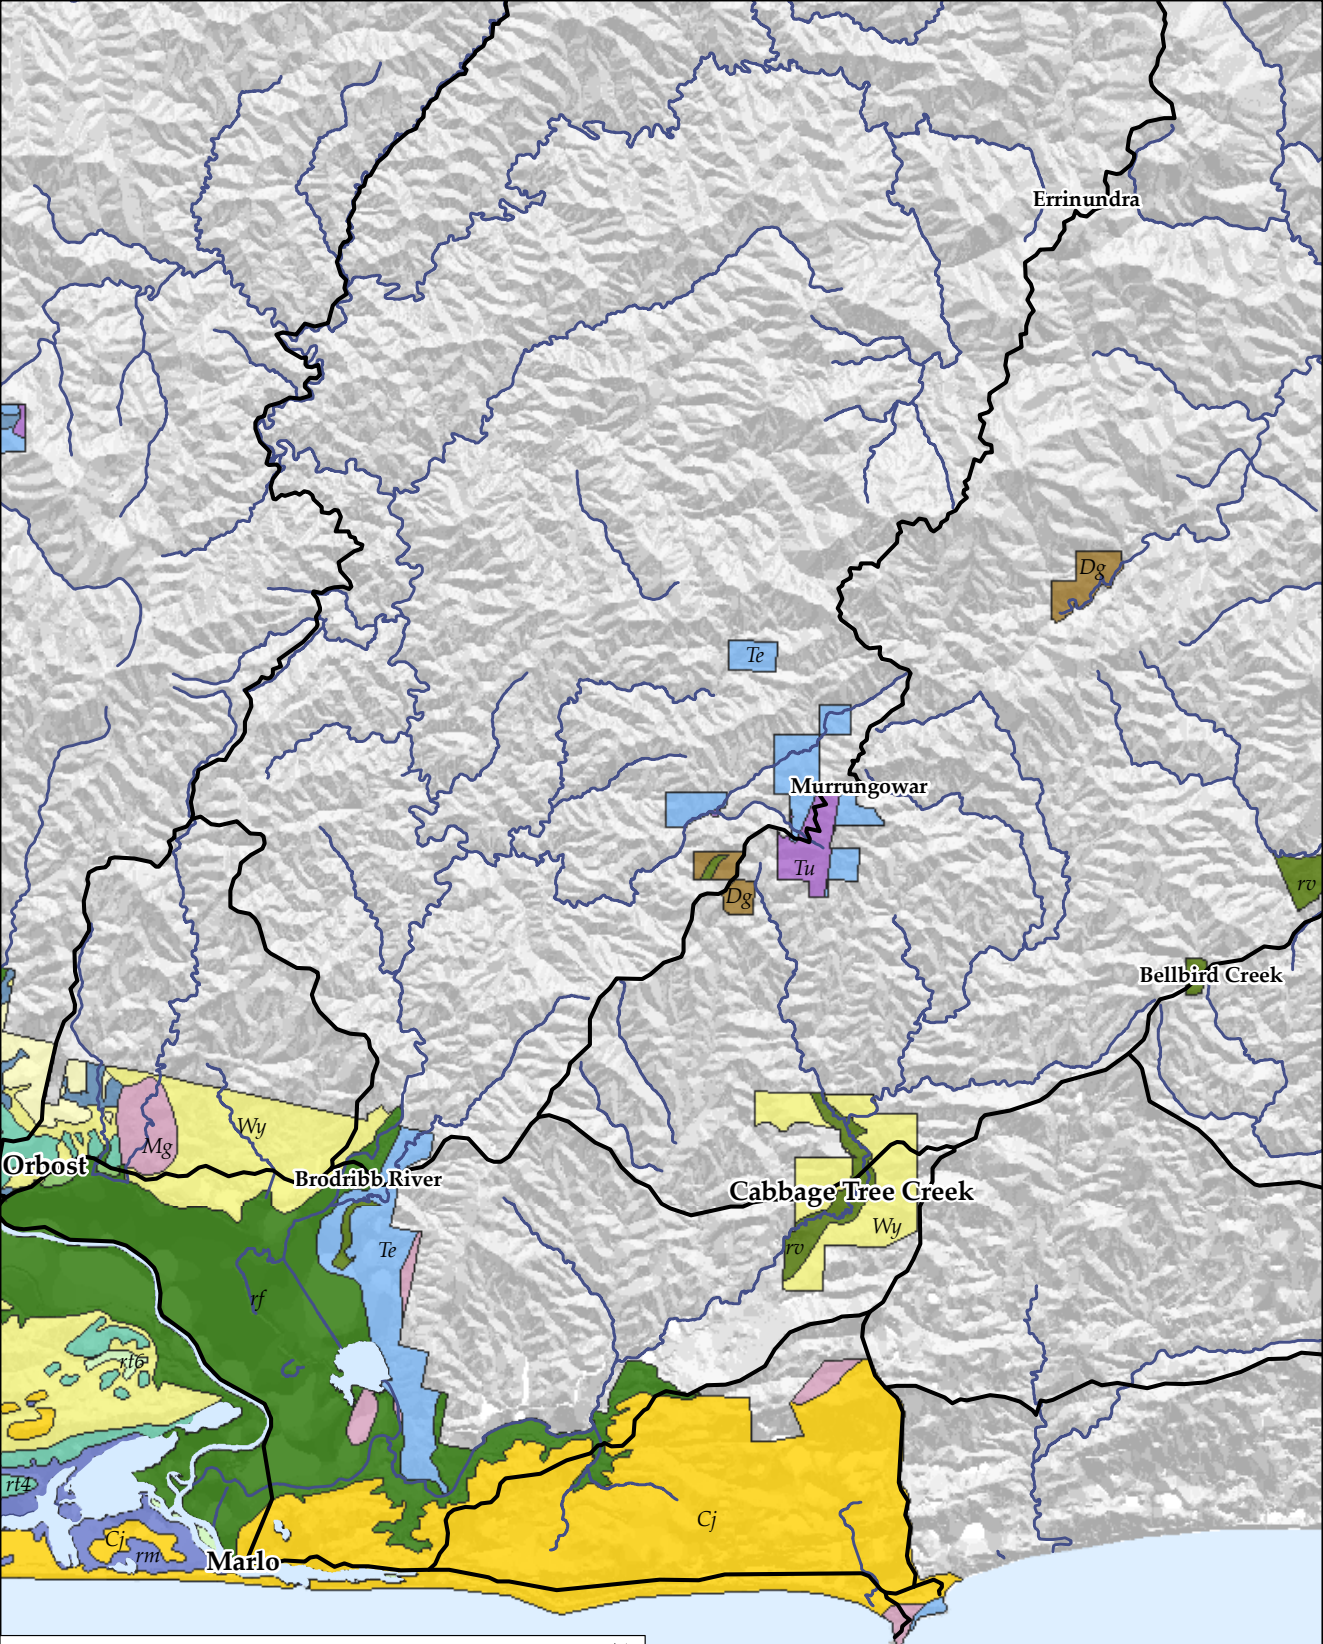 Errinundra
Dg
Te
Murrungowar
Tu
Dg
rv
Bellbird Creek
Wy
Mg
Orbost
Brodribb River
Cabbage Tree Creek
Wy
rv
Te
rf
rt6
rt4
Cj
Cj
rm
Marlo